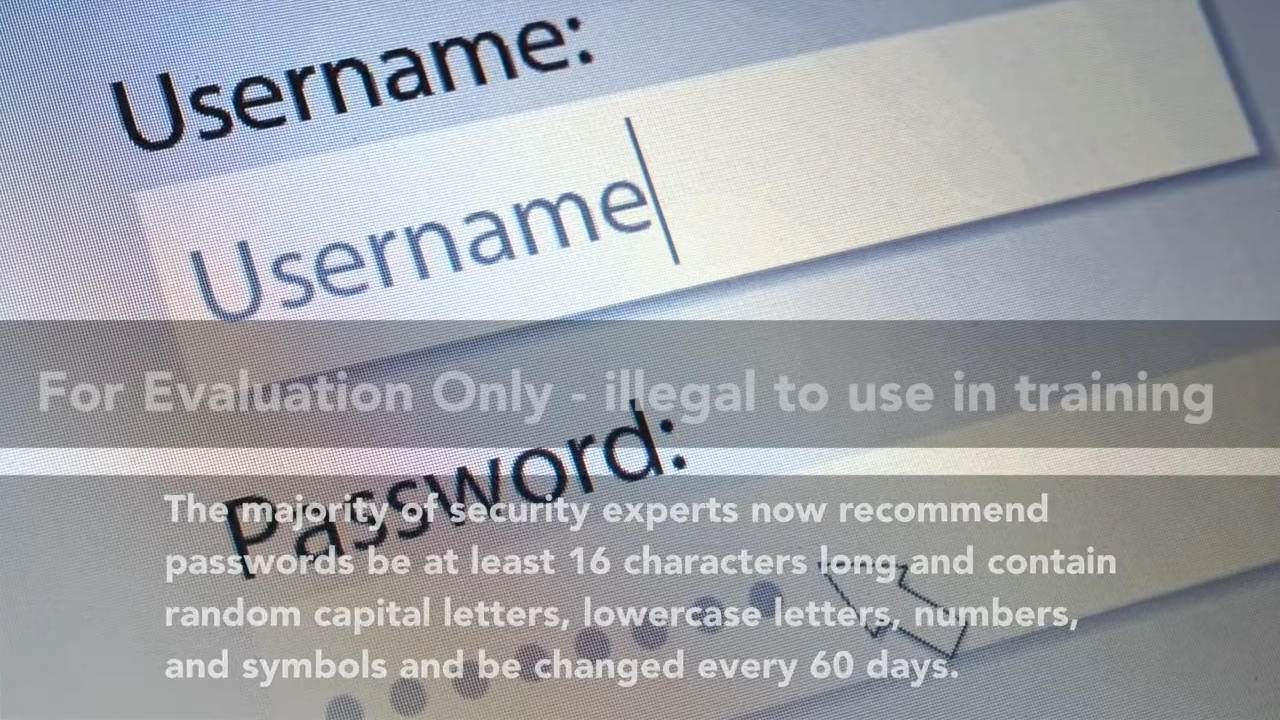 Username:
Username
For Evaluation Only - illegal to use in training
Password:
The majority of security experts now recommend
passwords be at least 16 characters long and contain
random capital letters, lowercase letters, numbers,
and symbols and be changed every 60 days.